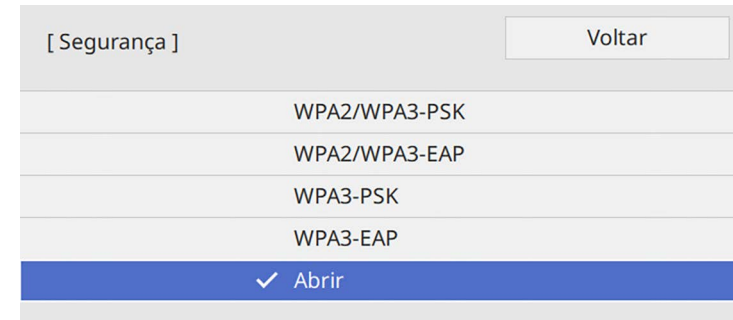 [ Segurança ]
Voltar
WPA2/WPA3-PSK
WPA2/WPA3-EAP
WPA3-PSK
WPA3-EAP
Abrir